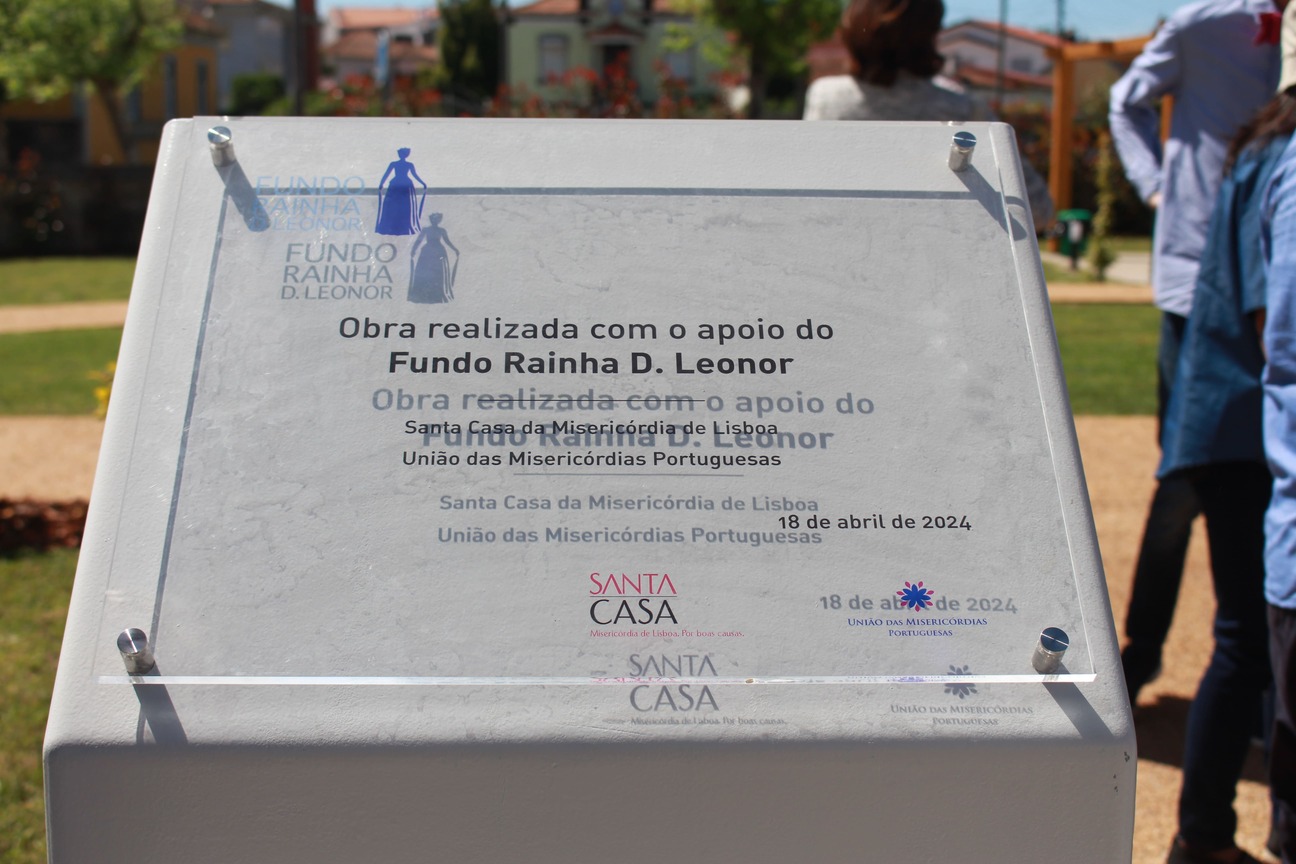 FUNDO
RAINHA
D. LEONOR
Obra realizada com o apoio do
Fundo Rainha D. Leonor
Santa Casa da Misericórdia de Lisboa
União das Misericórdias Portuguesas
18 de abril de 2024
SANTA
CASA
Misericórdia de Lisboa. Por boas causas.
UNIÃO DAS MISERICÓRDIAS
PORTUGUESAS